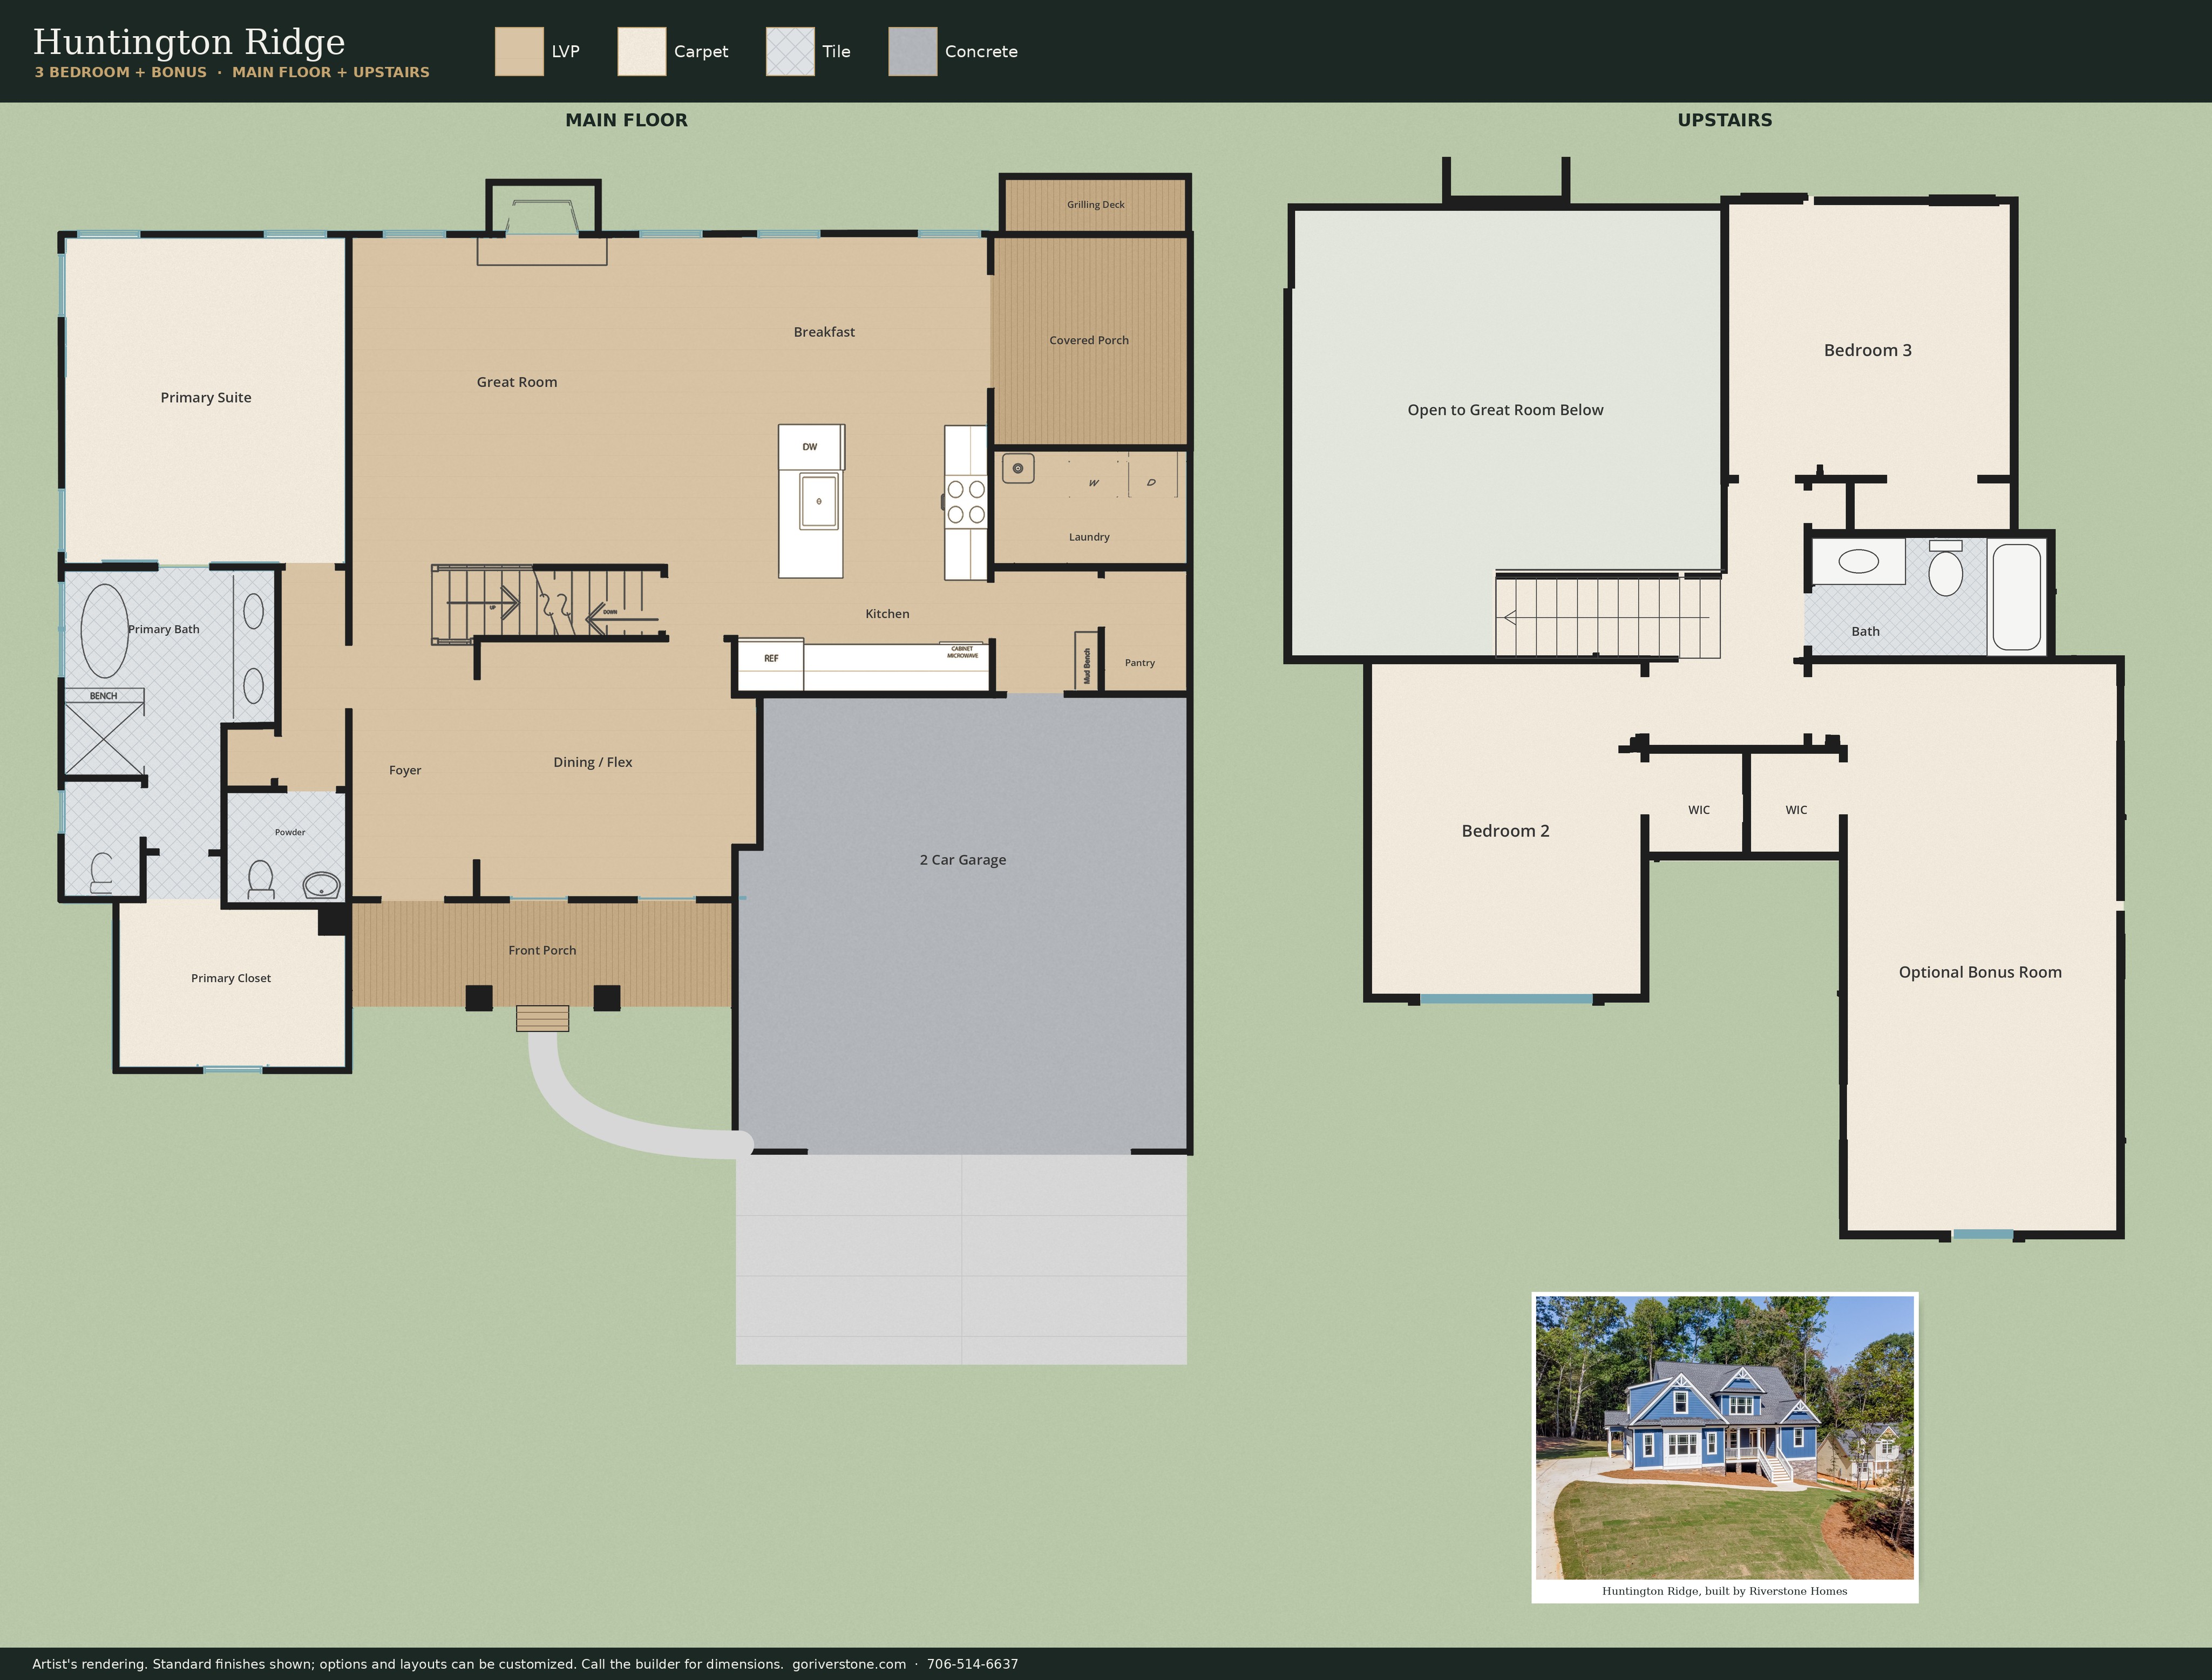 Huntington Ridge
3 BEDROOM + BONUS · MAIN FLOOR + UPSTAIRS
LVP
Carpet
Tile
Concrete
MAIN FLOOR
UPSTAIRS
Grilling Deck
Breakfast
Covered Porch
Great Room
Primary Suite
DW
W
D
Laundry
UP
DOWN
Kitchen
Primary Bath
REF
CABINET
MICROWAVE
Mud Bench
Pantry
BENCH
Foyer
Dining / Flex
Powder
2 Car Garage
Front Porch
Primary Closet
Bedroom 3
Open to Great Room Below
Bath
Bedroom 2
WIC
WIC
Optional Bonus Room
Huntington Ridge, built by Riverstone Homes
Artist's rendering. Standard finishes shown; options and layouts can be customized. Call the builder for dimensions. goriverstone.com · 706-514-6637